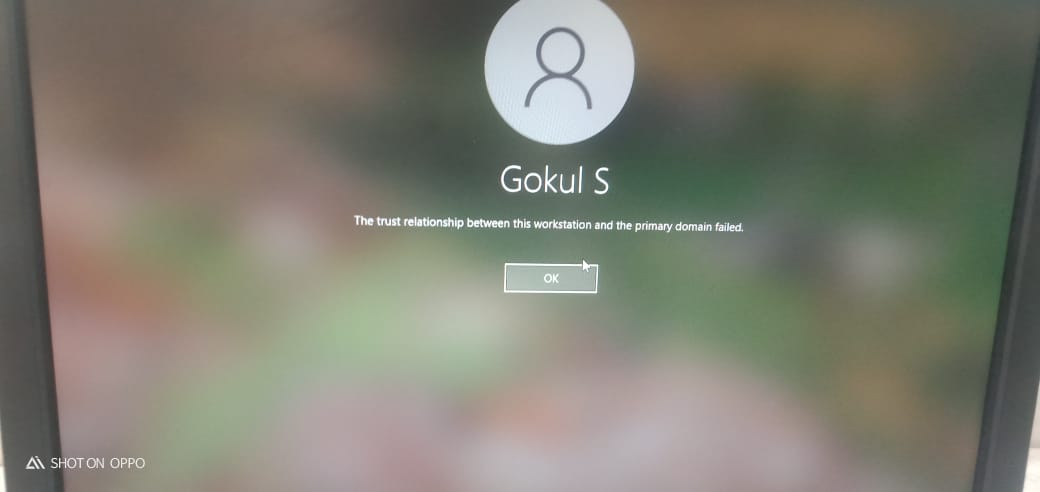 Gokul S
The trust relationship between this workstation and the primary domain failed.
OK
SHOT ON OPPO